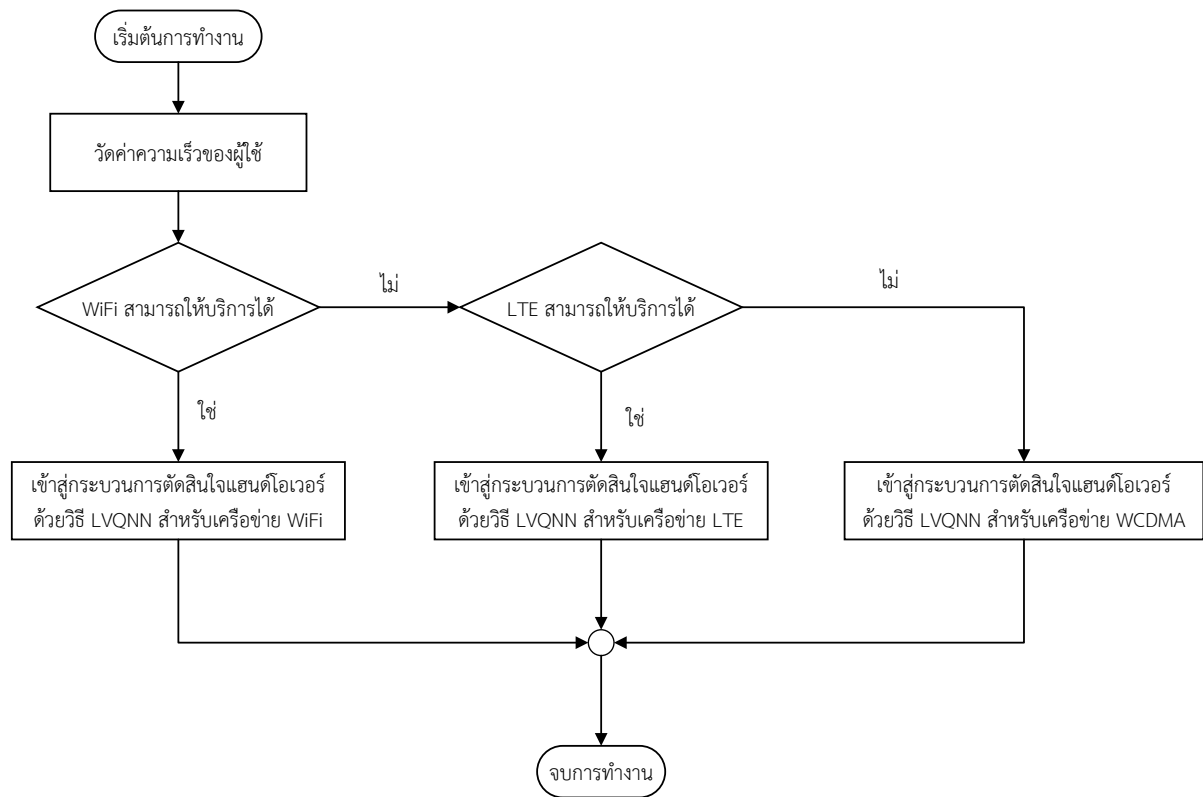 เริ่มต้นการทำงาน
วัดค่าความเร็วของผู้ใช้
WiFi สามารถให้บริการได้
ไม่
LTE สามารถให้บริการได้
ไม่
ใช่
ใช่
เข้าสู่กระบวนการตัดสินใจแฮนด์โอเวอร์
ด้วยวิธี LVQNN สำหรับเครือข่าย WiFi
เข้าสู่กระบวนการตัดสินใจแฮนด์โอเวอร์
ด้วยวิธี LVQNN สำหรับเครือข่าย LTE
เข้าสู่กระบวนการตัดสินใจแฮนด์โอเวอร์
ด้วยวิธี LVQNN สำหรับเครือข่าย WCDMA
จบการทำงาน